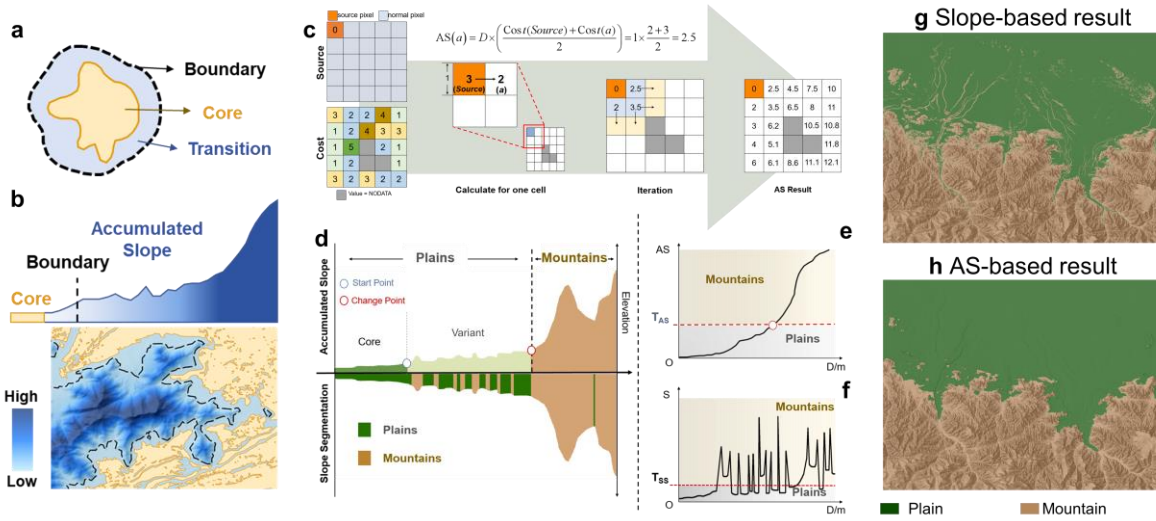 a
Boundary
Core
Transition
b
Accumulated
Slope
Boundary
Core
High
Low
c
source pixel
normal pixel
AS(a) = D × ( Cost(Source) + Cost(a) / 2 ) = 1 × 2 + 3 / 2 = 2.5
Source
0
Cost
3 2 2 4 1
1 2 4 3 3
1 5 1
1 2 1
3 2 3 2 2
Value = NODATA
1
3 2
(Source) (a)
Calculate for one cell
0 2.5
2 3.5
Iteration
0 2.5 4.5 7.5 10
2 3.5 6.5 8 11
3 6.2 10.5 10.8
4 5.1 11.8
6 6.1 8.6 11.1 12.1
AS Result
d
Plains
Mountains
Start Point
Change Point
Core
Variant
Accumulated Slope
Slope Segmentation
Elevation
Plains
Mountains
e
AS
Mountains
TAS
Plains
O
D/m
f
S
Mountains
TSS
Plains
O
D/m
g Slope-based result
h AS-based result
Plain
Mountain